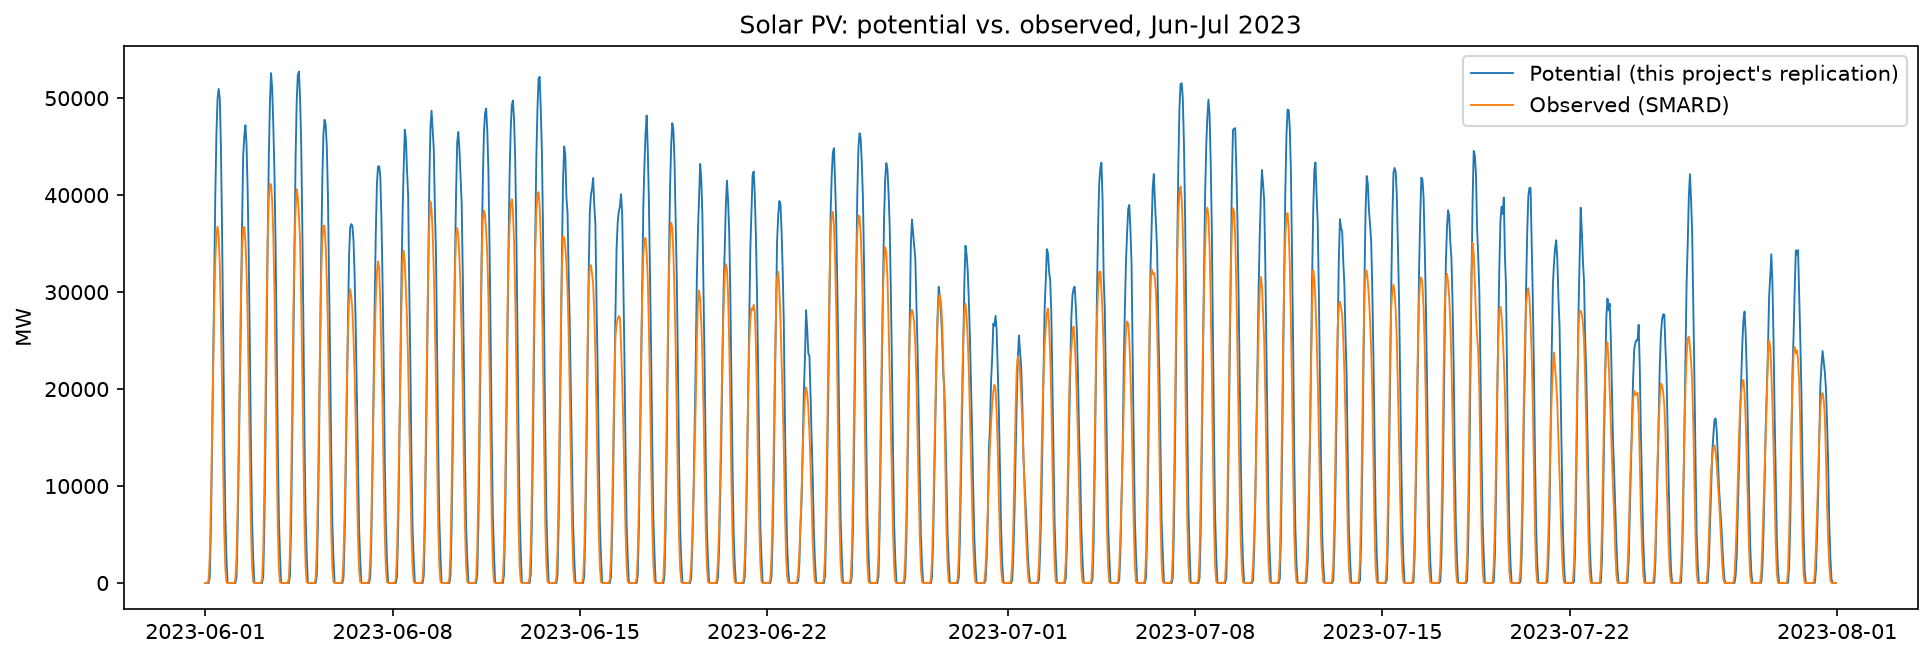 Solar PV: potential vs. observed, Jun-Jul 2023
Potential (this project's replication)
Observed (SMARD)
MW
50000
40000
30000
20000
10000
0
2023-06-01 2023-06-08 2023-06-15 2023-06-22 2023-07-01 2023-07-08 2023-07-15 2023-07-22 2023-08-01